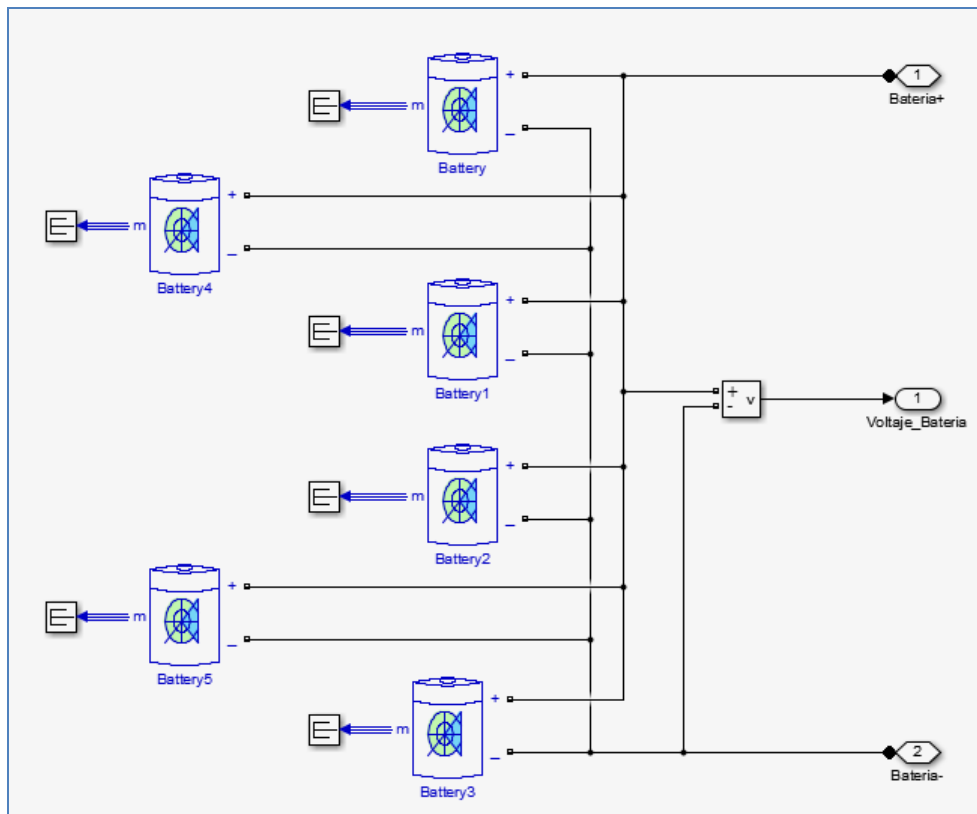 +
m
1
Bateria+
_
Battery
+
m
_
Battery4
+
m
_
Battery1
+
-
v
1
Voltaje_Bateria
+
m
_
Battery2
+
m
_
Battery5
+
m
_
Battery3
2
Bateria-